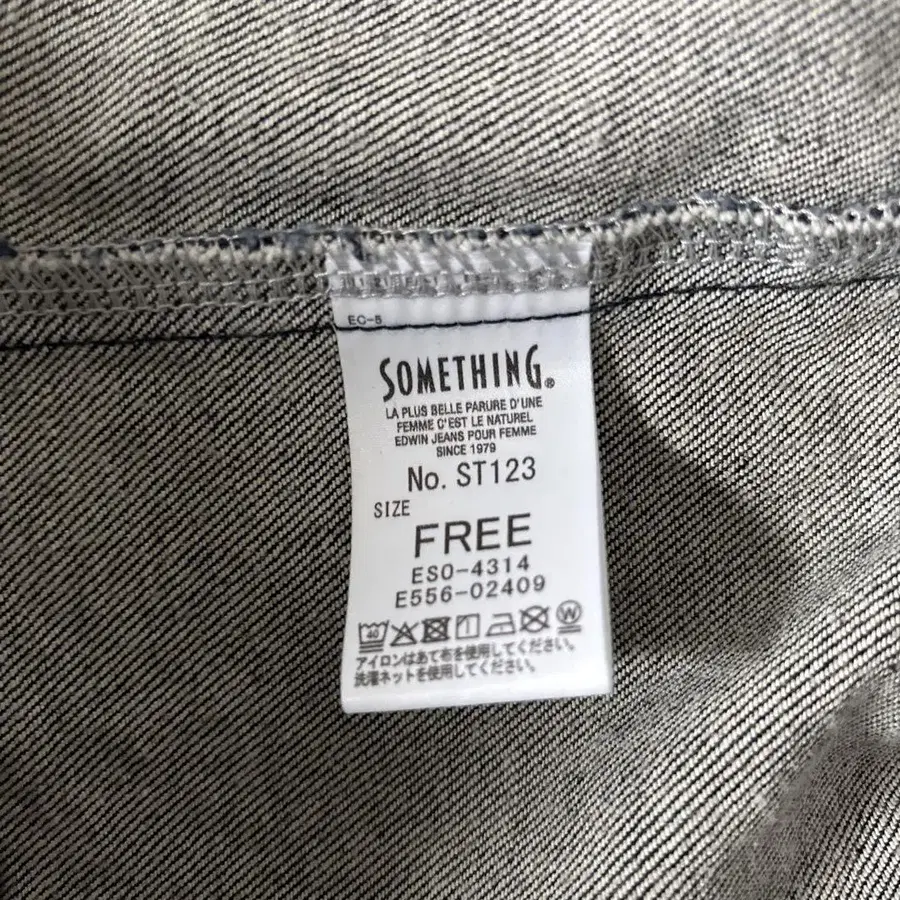 EC-5
SOMETHING®
LA PLUS BELLE PARURE D'UNE
FEMME C'EST LE NATUREL
EDWIN JEANS POUR FEMME
SINCE 1979
No. ST123
SIZE
FREE
ES0-4314
E556-02409
40 W
アイロンはあて布を使用してください。
洗濯ネットを使用してください。